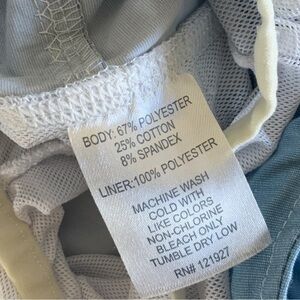 BODY: 67% POLYESTER
25% COTTON
8% SPANDEX
LINER:100% POLYESTER
MACHINE WASH
COLD WITH
LIKE COLORS
NON-CHLORINE
BLEACH ONLY
TUMBLE DRY LOW
RN# 121927